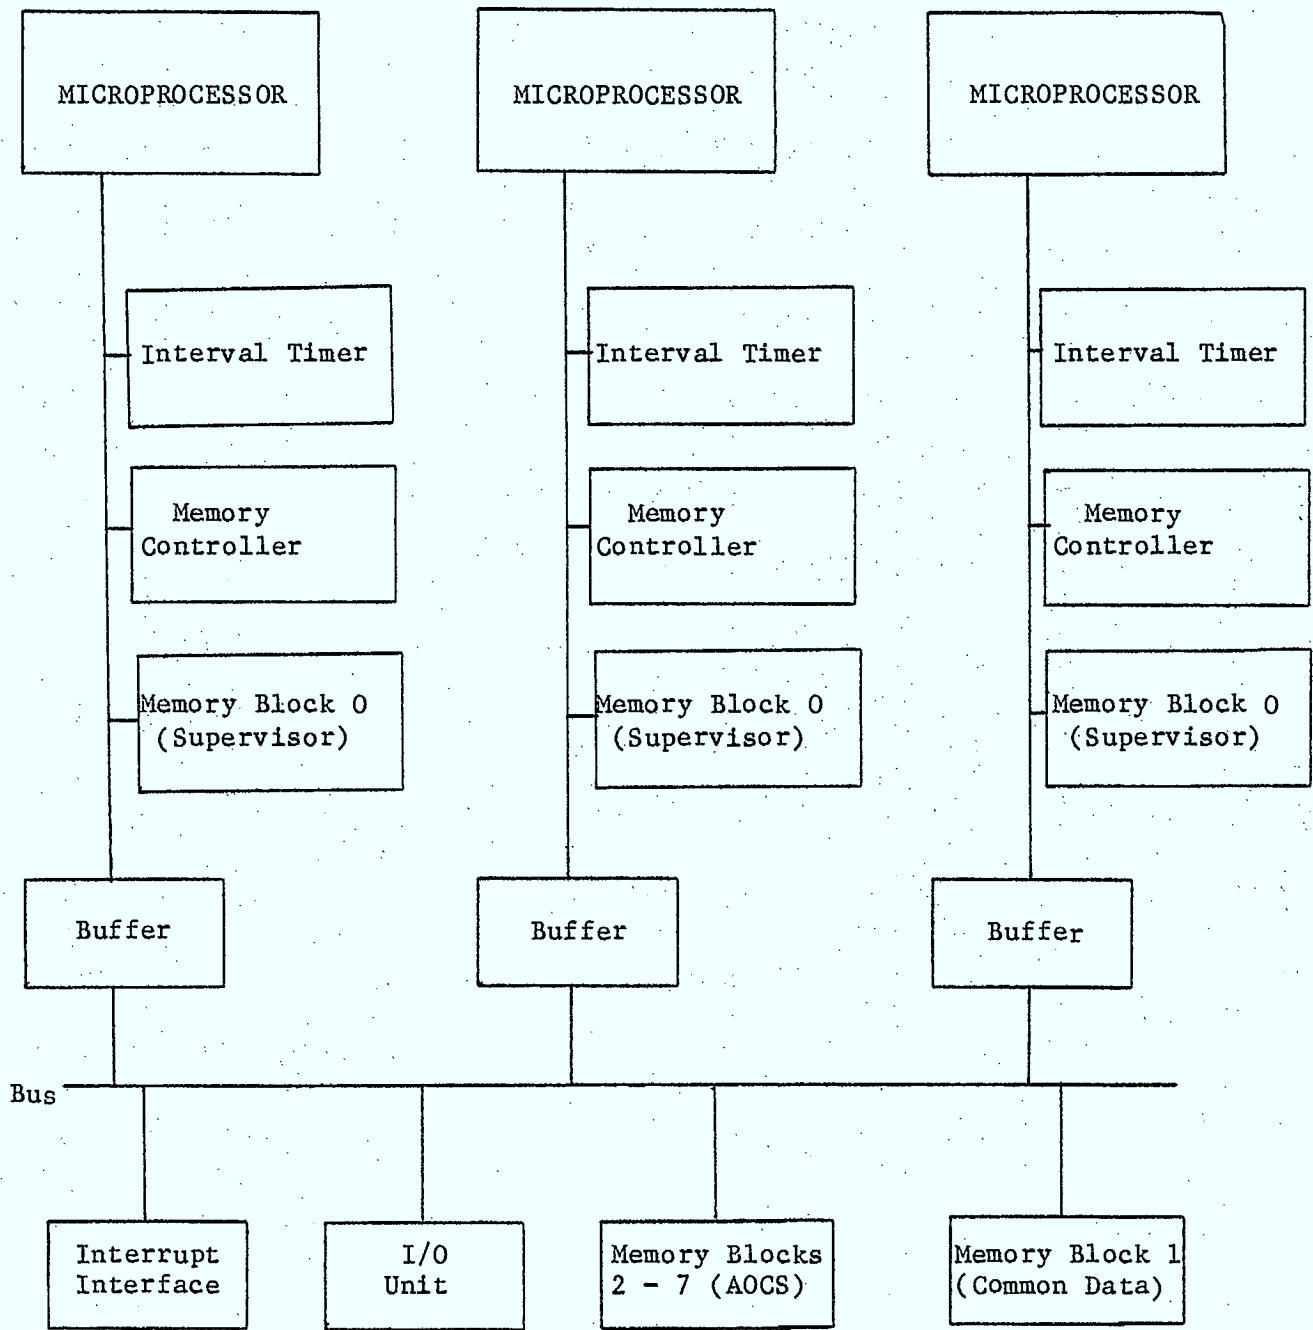 MICROPROCESSOR
MICROPROCESSOR
MICROPROCESSOR
Interval Timer
Interval Timer
Interval Timer
Memory
Controller
Memory
Controller
Memory
Controller
Memory Block 0
(Supervisor)
Memory Block 0
(Supervisor)
Memory Block 0
(Supervisor)
Buffer
Buffer
Buffer
Bus
Interrupt
Interface
I/O
Unit
Memory Blocks
2 - 7 (AOCS)
Memory Block 1
(Common Data)